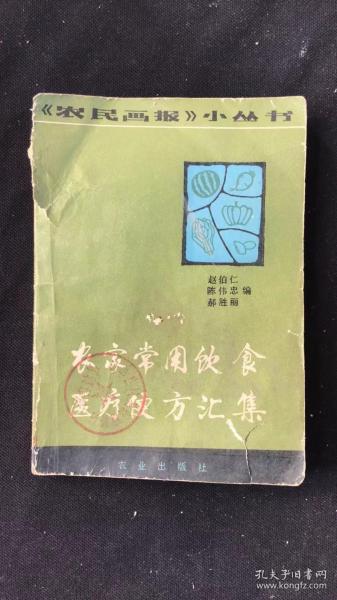 《农民画报》小丛书
赵伯仁
陈伟忠编
郝胜丽
农家常用饮食
医疗便方汇集
农业出版社
孔夫子旧书网
www.kongfz.com